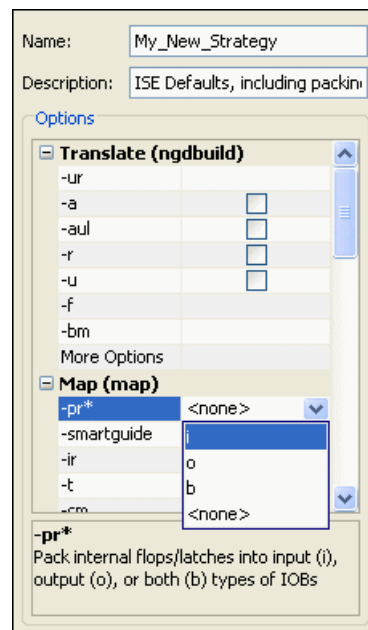 Name: My_New_Strategy
Description: ISE Defaults, including packin
Options
Translate (ngdbuild)
-ur
-a
-aul
-r
-u
-f
-bm
More Options
Map (map)
-pr* <none>
-smartguide i
-ir o
-t b
-cm <none>
-pr*
Pack internal flops/latches into input (i),
output (o), or both (b) types of IOBs